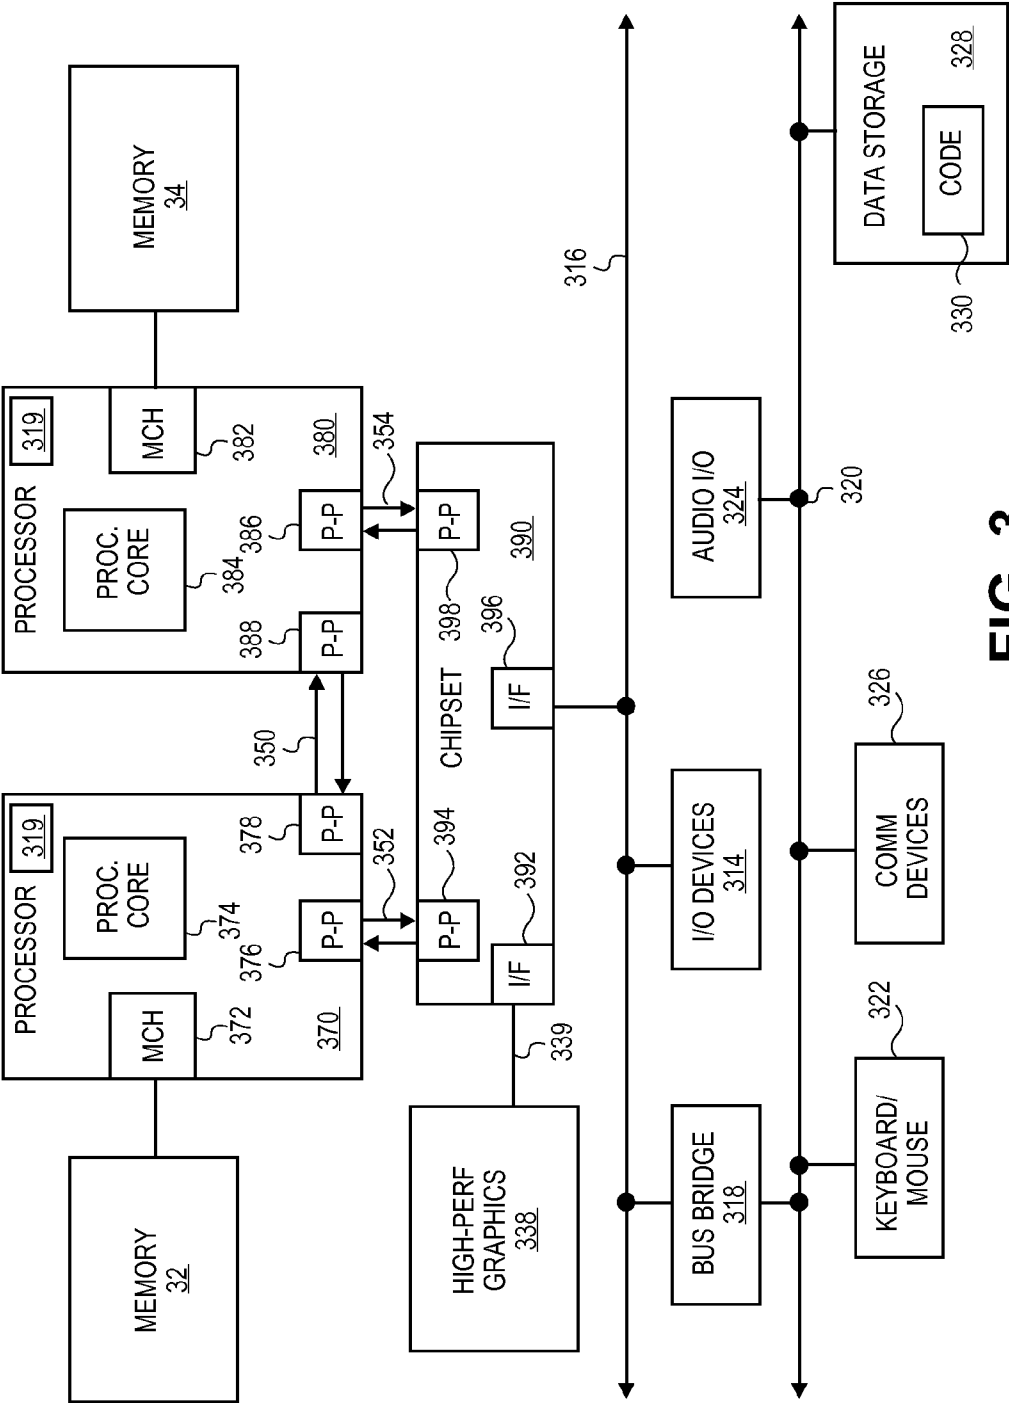 PROCESSOR
319
PROC.
CORE
374
MCH
372
370
376
P-P
378
P-P
350
PROCESSOR
319
PROC.
CORE
384
MCH
382
380
388
P-P
386
P-P
MEMORY
32
MEMORY
34
352
354
P-P
394
P-P
398
CHIPSET
390
I/F
392
I/F
396
HIGH-PERF
GRAPHICS
338
339
316
BUS BRIDGE
318
I/O DEVICES
314
AUDIO I/O
324
320
KEYBOARD/
MOUSE
322
COMM
DEVICES
326
DATA STORAGE
328
CODE
330
FIG. 3